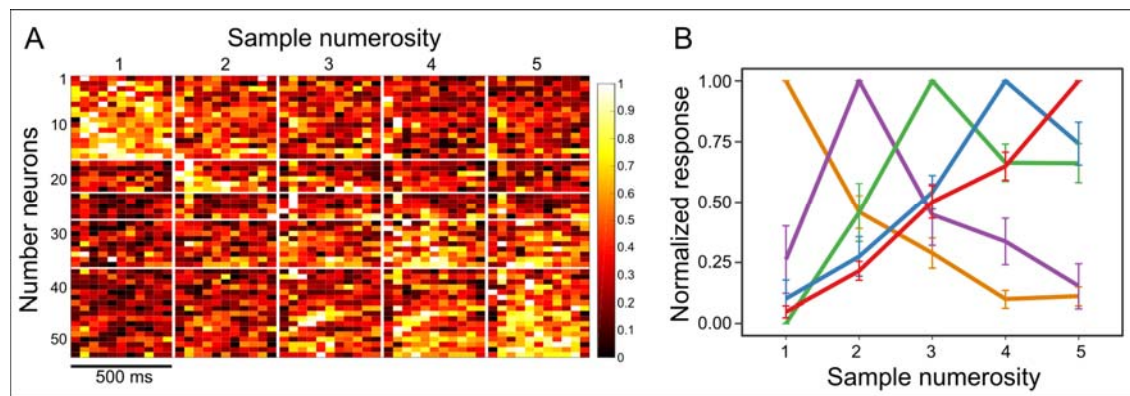 A
Sample numerosity
1 2 3 4 5
Number neurons
1
10
20
30
40
50
500 ms
1
0.9
0.8
0.7
0.6
0.5
0.4
0.3
0.2
0.1
0
B
Normalized response
1.00
0.75
0.50
0.25
0.00
1 2 3 4 5
Sample numerosity